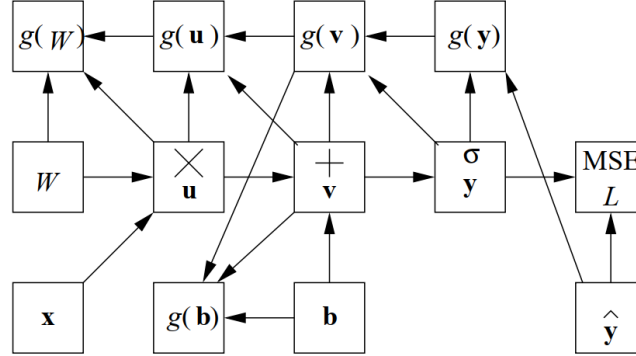 g(W) g(u) g(v) g(y)
W × u + v σ y MSE L
x g(b) b ŷ